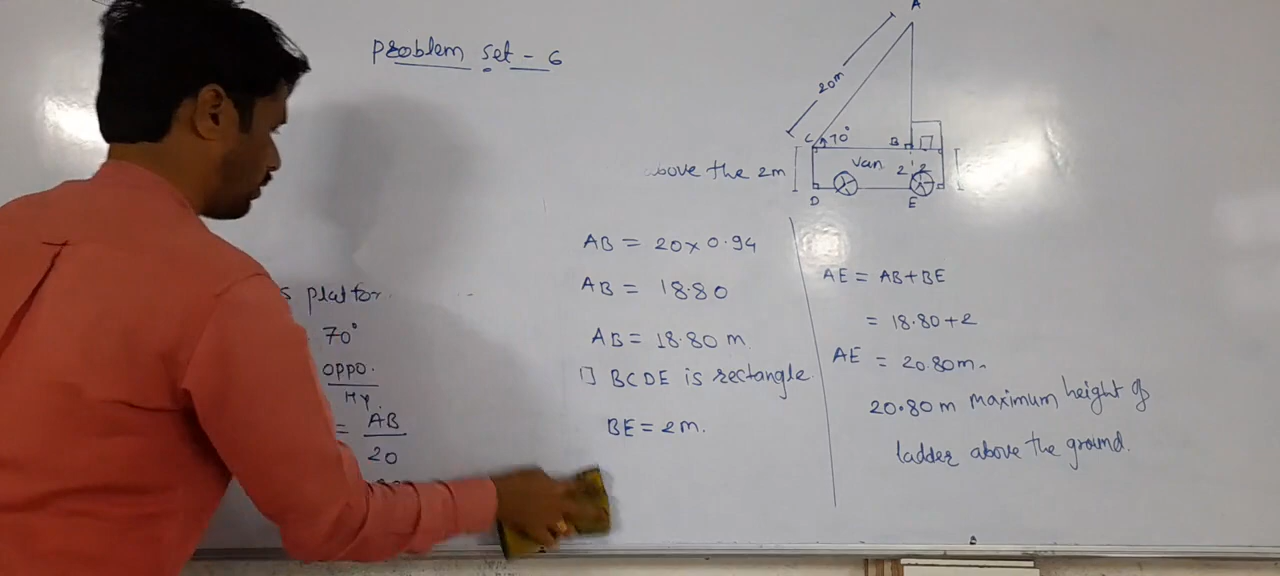 Problem set - 6
A
20m
C 70° B
van
above the 2m
2 2
D E
s platfor
70°
oppo.
Hy.
= AB
20
AB = 20 × 0.94
AB = 18.80
AB = 18.80 m
▯ BCDE is rectangle.
BE = 2m.
AE = AB + BE
= 18.80 + 2
AE = 20.80m.
20.80 m maximum height of
ladder above the ground.